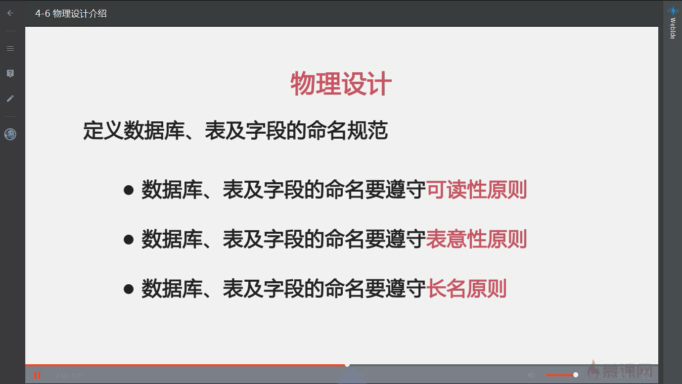 4-6 物理设计介绍
Webide
物理设计
定义数据库、表及字段的命名规范
● 数据库、表及字段的命名要遵守可读性原则
● 数据库、表及字段的命名要遵守表意性原则
● 数据库、表及字段的命名要遵守长名原则
慕课网